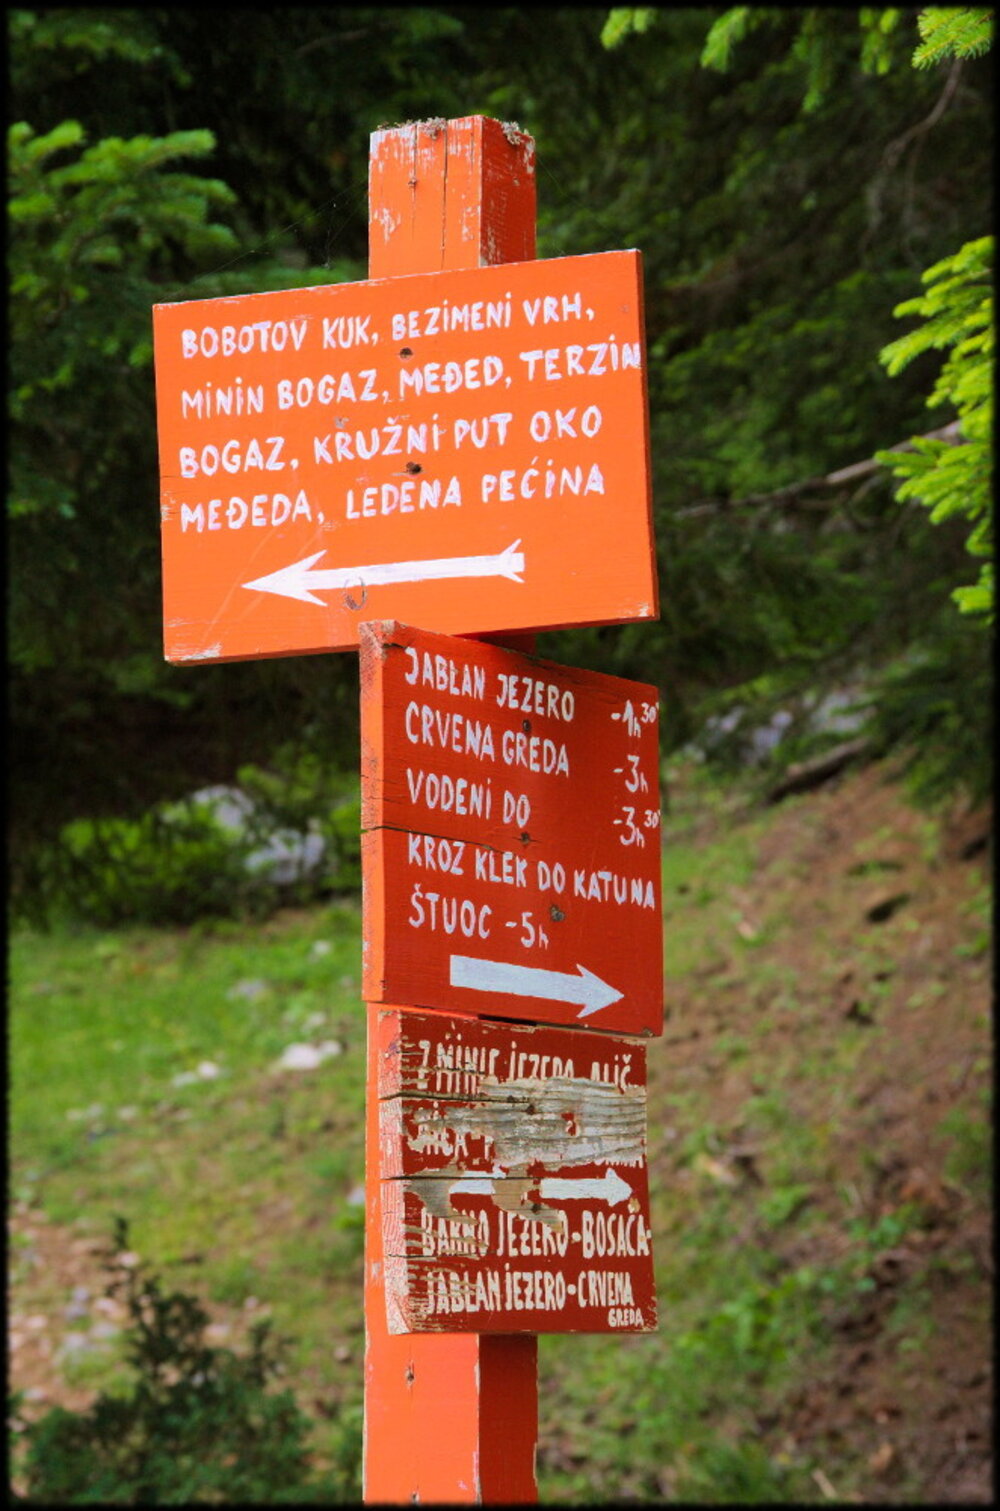 BOBOTOV KUK, BEZIMENI VRH,
MININ BOGAZ, MEĐED, TERZIN
BOGAZ, KRUŽNI PUT OKO
MEĐEDA, LEDENA PEĆINA
JABLAN JEZERO -1h30'
CRVENA GREDA -3h
VODENI DO -3h30'
KROZ KLEK DO KATUNA
ŠTUOC -5h
JEZERO
BARNO JEZERO-BOSAČA-
JABLAN JEZERO-CRVENA
GREDA